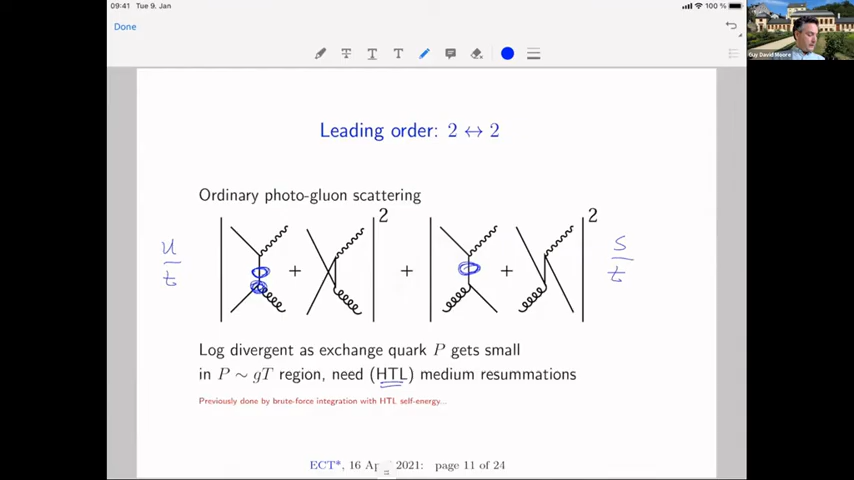 09:41 Tue 9. Jan
100 %
Done
Guy David Moore
Leading order: 2 ↔ 2
Ordinary photo-gluon scattering
2
2
u/t
+
+
+
s/t
Log divergent as exchange quark P gets small
in P ∼ gT region, need (HTL) medium resummations
Previously done by brute-force integration with HTL self-energy...
ECT*, 16 2021: page 11 of 24